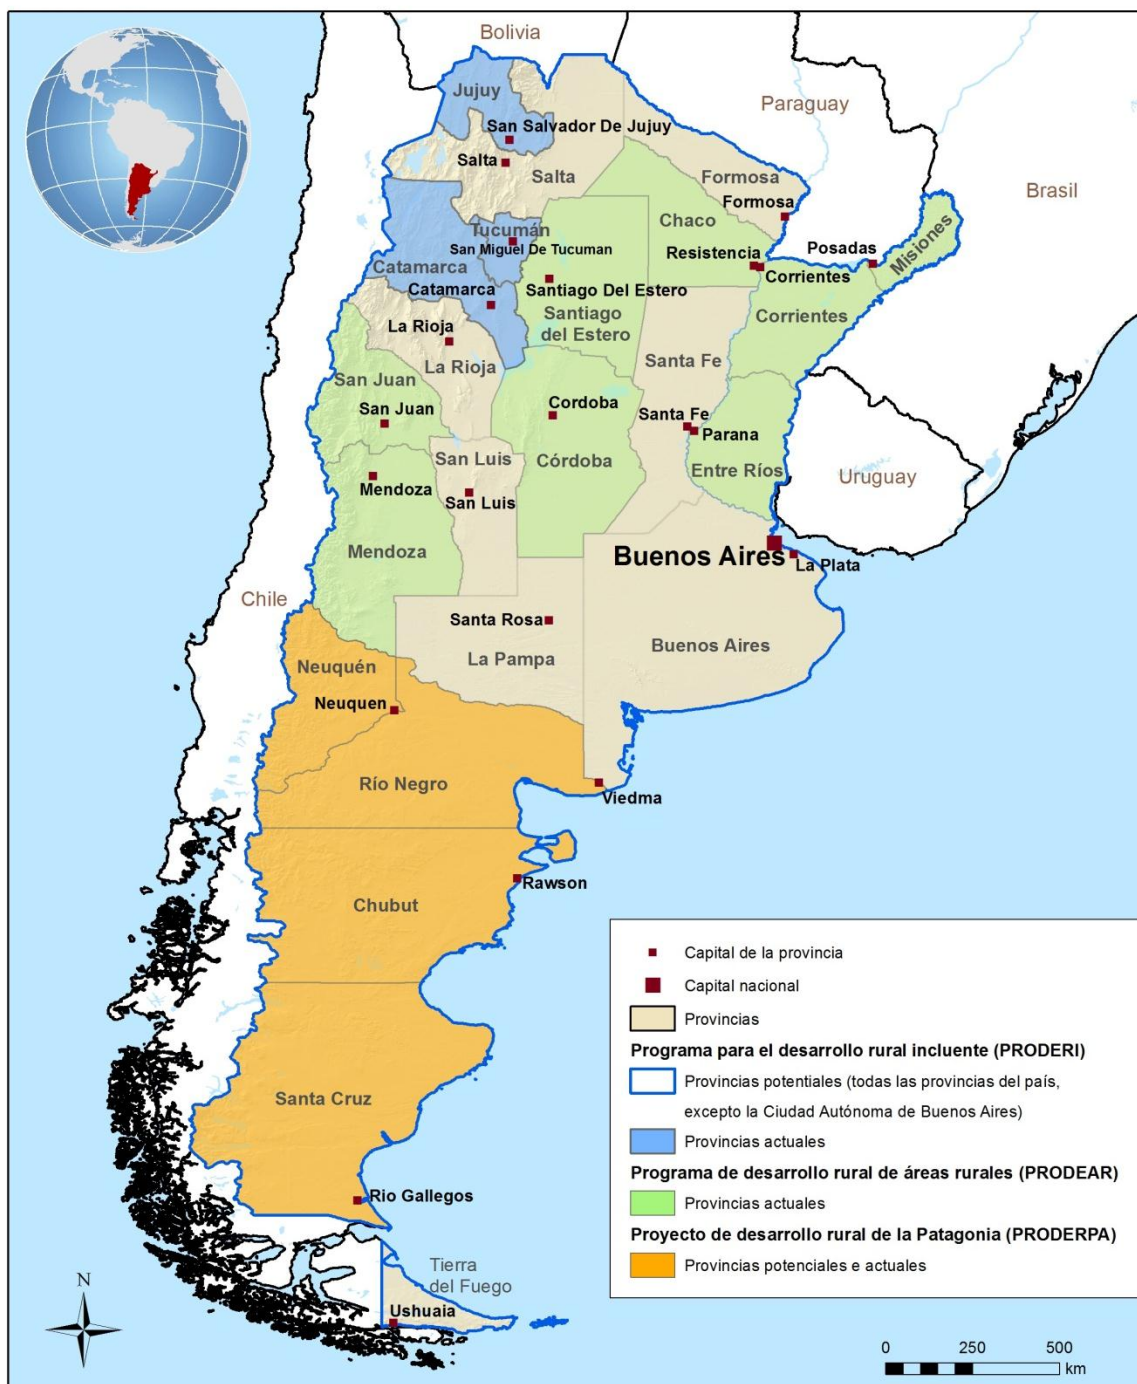 Bolivia
Jujuy
Paraguay
San Salvador De Jujuy
Salta
Salta
Formosa
Formosa
Brasil
Chaco
Tucumán
San Miguel De Tucuman
Resistencia
Posadas
Misiones
Catamarca
Catamarca
Corrientes
Santiago Del Estero
Santiago
del Estero
Corrientes
La Rioja
La Rioja
Santa Fe
San Juan
San Juan
Cordoba
Santa Fe
Parana
San Luis
Córdoba
Entre Ríos
Uruguay
Mendoza
San Luis
Mendoza
Buenos Aires
La Plata
Chile
Santa Rosa
La Pampa
Buenos Aires
Neuquén
Neuquen
Río Negro
Viedma
Rawson
Chubut
Santa Cruz
Rio Gallegos
Tierra
del Fuego
Ushuaia
N
Capital de la provincia
Capital nacional
Provincias
Programa para el desarrollo rural incluente (PRODERI)
Provincias potentiales (todas las provincias del país,
excepto la Ciudad Autónoma de Buenos Aires)
Provincias actuales
Programa de desarrollo rural de áreas rurales (PRODEAR)
Provincias actuales
Proyecto de desarrollo rural de la Patagonia (PRODERPA)
Provincias potenciales e actuales
0 250 500
km